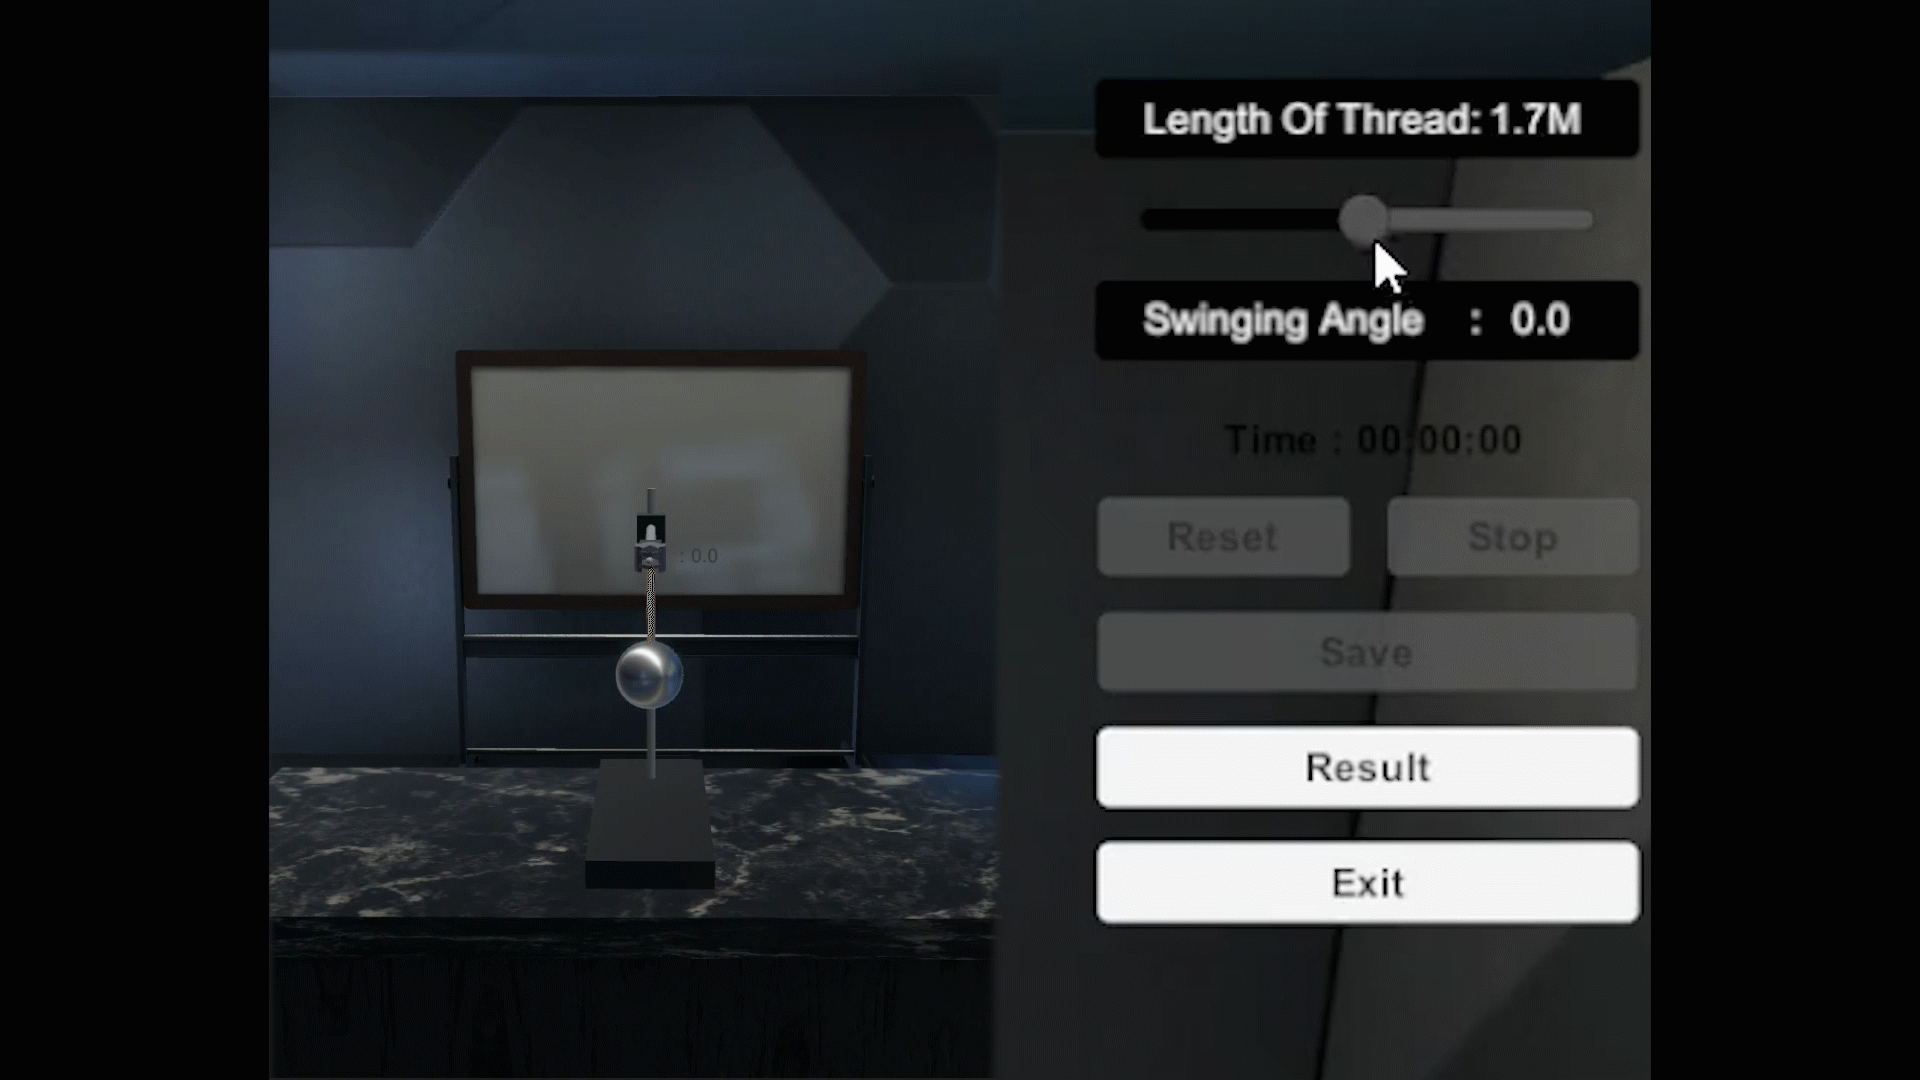 Length Of Thread: 1.7M
Swinging Angle : 0.0
Time : 00:00:00
: 0.0
Reset Stop
Save
Result
Exit